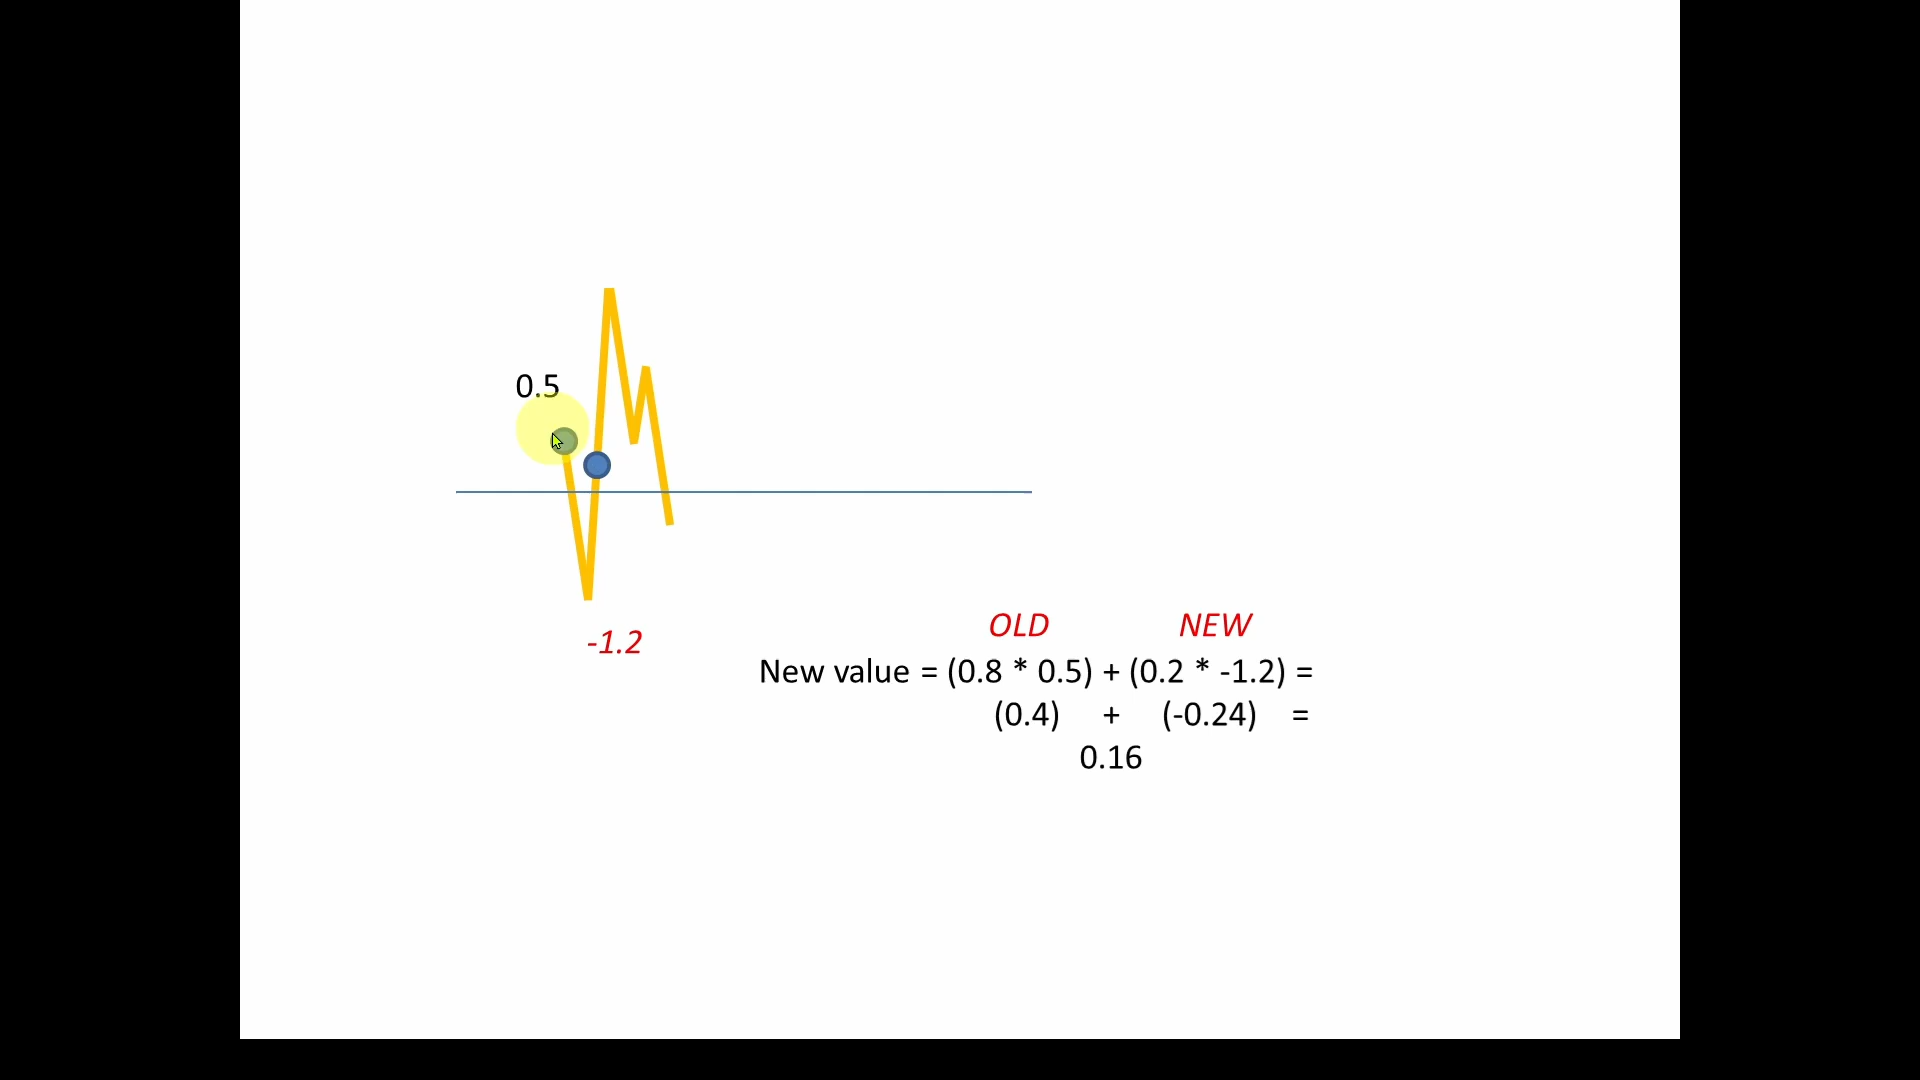 0.5
-1.2
OLD NEW
New value = (0.8 * 0.5) + (0.2 * -1.2) =
(0.4) + (-0.24) =
0.16